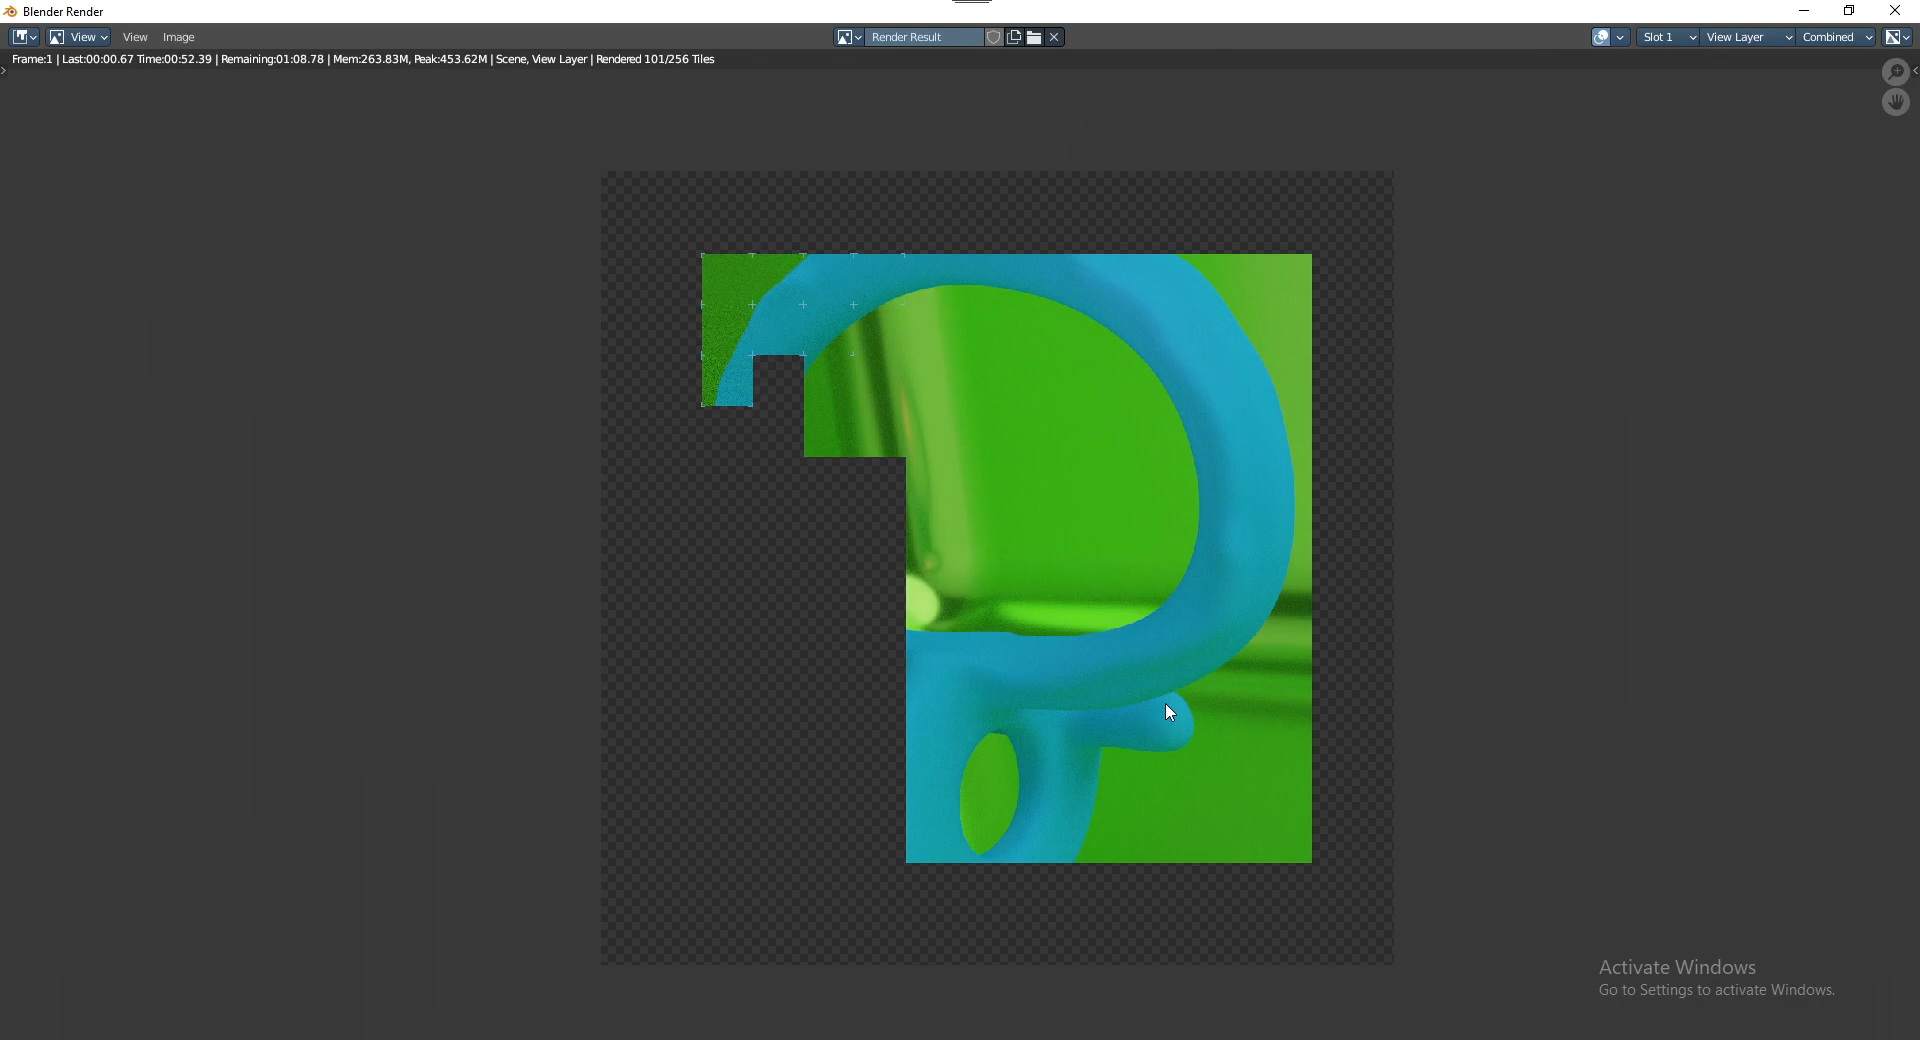 Blender Render
View View Image Render Result Slot 1 View Layer Combined
Frame:1 | Last:00:00.67 Time:00:52.39 | Remaining:01:08.78 | Mem:263.83M, Peak:453.62M | Scene, View Layer | Rendered 101/256 Tiles
Activate Windows
Go to Settings to activate Windows.